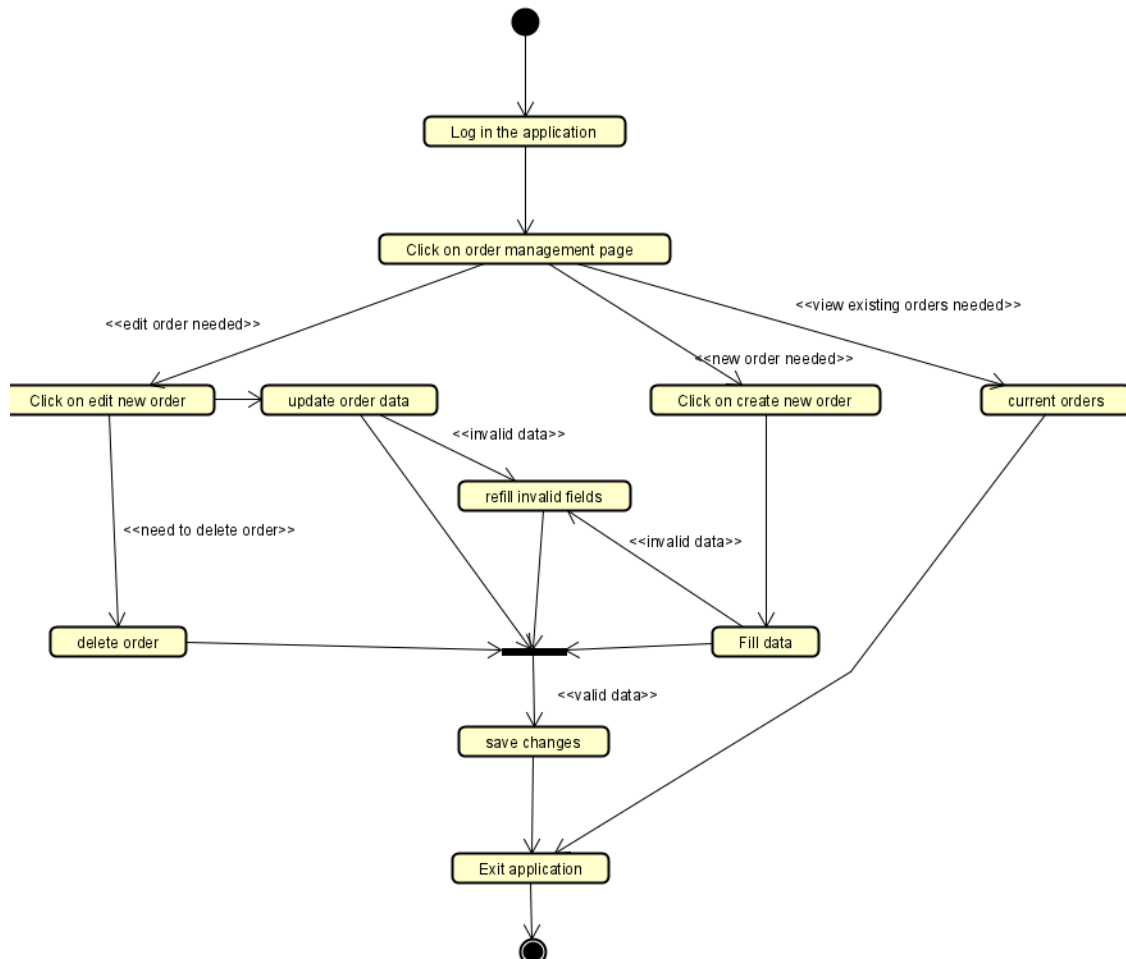 Log in the application
Click on order management page
<<view existing orders needed>>
<<edit order needed>>
<<new order needed>>
Click on edit new order
update order data
Click on create new order
current orders
<<invalid data>>
refill invalid fields
<<need to delete order>>
<<invalid data>>
delete order
Fill data
<<valid data>>
save changes
Exit application